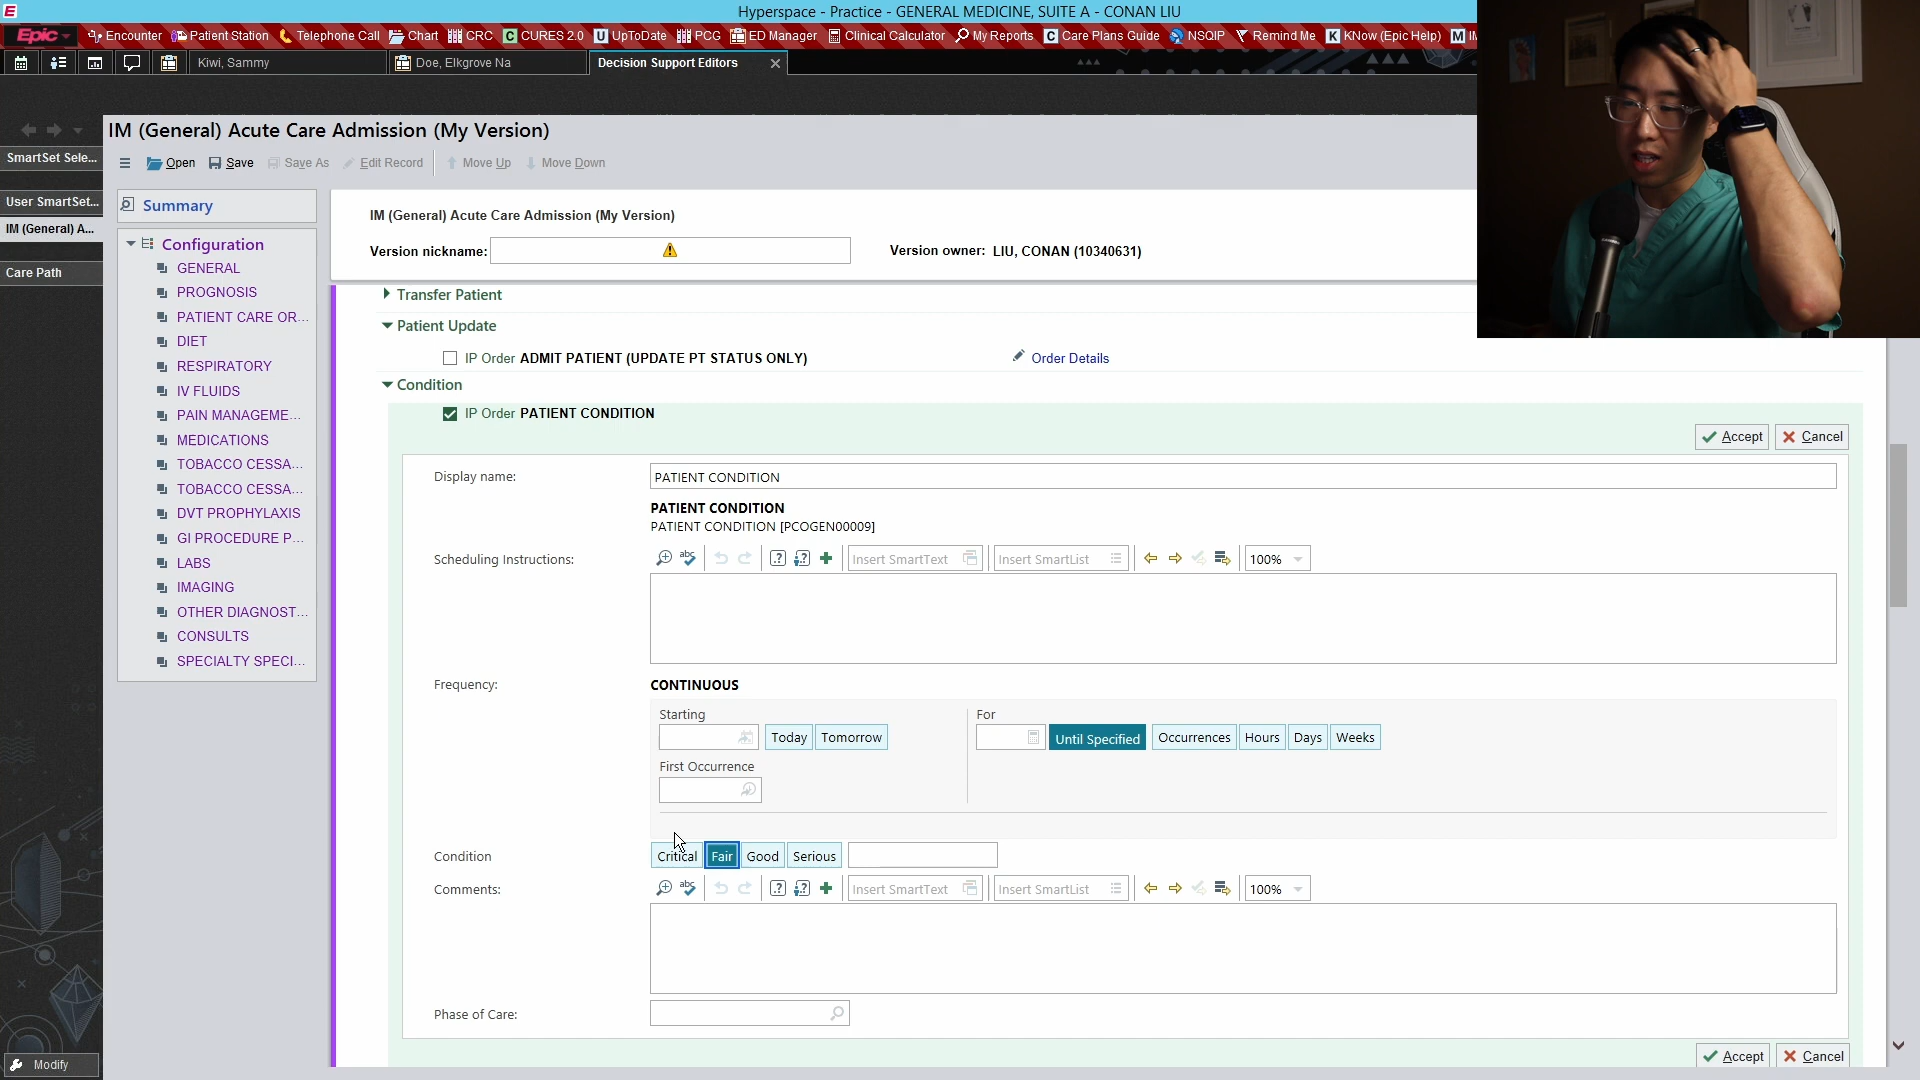 Hyperspace - Practice - GENERAL MEDICINE, SUITE A - CONAN LIU
Epic Encounter Patient Station Telephone Call Chart CRC CURES 2.0 UpToDate PCG ED Manager Clinical Calculator My Reports Care Plans Guide NSQIP Remind Me KNow (Epic Help)
Kiwi, Sammy Doe, Elkgrove Na Decision Support Editors
IM (General) Acute Care Admission (My Version)
SmartSet Sele...
Open Save Save As Edit Record Move Up Move Down
User SmartSet...
IM (General) A...
Care Path
Summary
Configuration
GENERAL
PROGNOSIS
PATIENT CARE OR...
DIET
RESPIRATORY
IV FLUIDS
PAIN MANAGEME...
MEDICATIONS
TOBACCO CESSA...
TOBACCO CESSA...
DVT PROPHYLAXIS
GI PROCEDURE P...
LABS
IMAGING
OTHER DIAGNOST...
CONSULTS
SPECIALTY SPECI...
Modify
IM (General) Acute Care Admission (My Version)
Version nickname: Version owner: LIU, CONAN (10340631)
Transfer Patient
Patient Update
IP Order ADMIT PATIENT (UPDATE PT STATUS ONLY) Order Details
Condition
IP Order PATIENT CONDITION
Accept Cancel
Display name: PATIENT CONDITION
PATIENT CONDITION
PATIENT CONDITION [PCOGEN00009]
Scheduling Instructions: abc Insert SmartText Insert SmartList 100%
Frequency: CONTINUOUS
Starting For
Today Tomorrow Until Specified Occurrences Hours Days Weeks
First Occurrence
Condition Critical Fair Good Serious
Comments: abc Insert SmartText Insert SmartList 100%
Phase of Care:
Accept Cancel